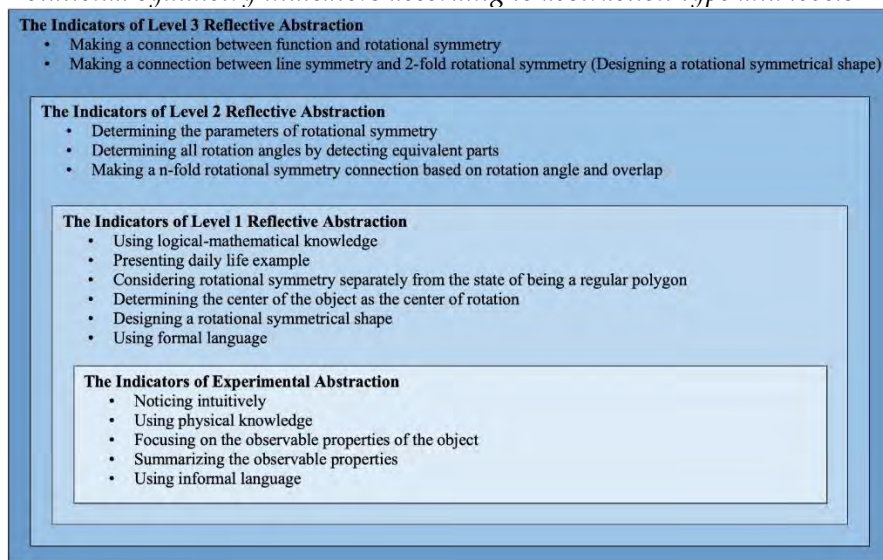 The Indicators of Level 3 Reflective Abstraction
• Making a connection between function and rotational symmetry
• Making a connection between line symmetry and 2-fold rotational symmetry (Designing a rotational symmetrical shape)
The Indicators of Level 2 Reflective Abstraction
• Determining the parameters of rotational symmetry
• Determining all rotation angles by detecting equivalent parts
• Making a n-fold rotational symmetry connection based on rotation angle and overlap
The Indicators of Level 1 Reflective Abstraction
• Using logical-mathematical knowledge
• Presenting daily life example
• Considering rotational symmetry separately from the state of being a regular polygon
• Determining the center of the object as the center of rotation
• Designing a rotational symmetrical shape
• Using formal language
The Indicators of Experimental Abstraction
• Noticing intuitively
• Using physical knowledge
• Focusing on the observable properties of the object
• Summarizing the observable properties
• Using informal language